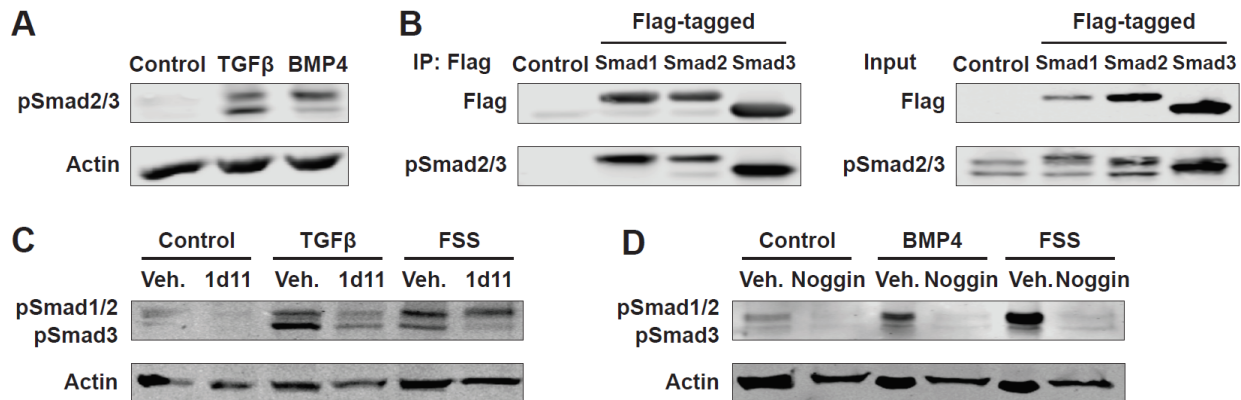 A
Control TGFβ BMP4
pSmad2/3
Actin
B
Flag-tagged
IP: Flag Control Smad1 Smad2 Smad3
Flag
pSmad2/3
Flag-tagged
Input Control Smad1 Smad2 Smad3
Flag
pSmad2/3
C
Control TGFβ FSS
Veh. 1d11 Veh. 1d11 Veh. 1d11
pSmad1/2
pSmad3
Actin
D
Control BMP4 FSS
Veh. Noggin Veh. Noggin Veh. Noggin
pSmad1/2
pSmad3
Actin